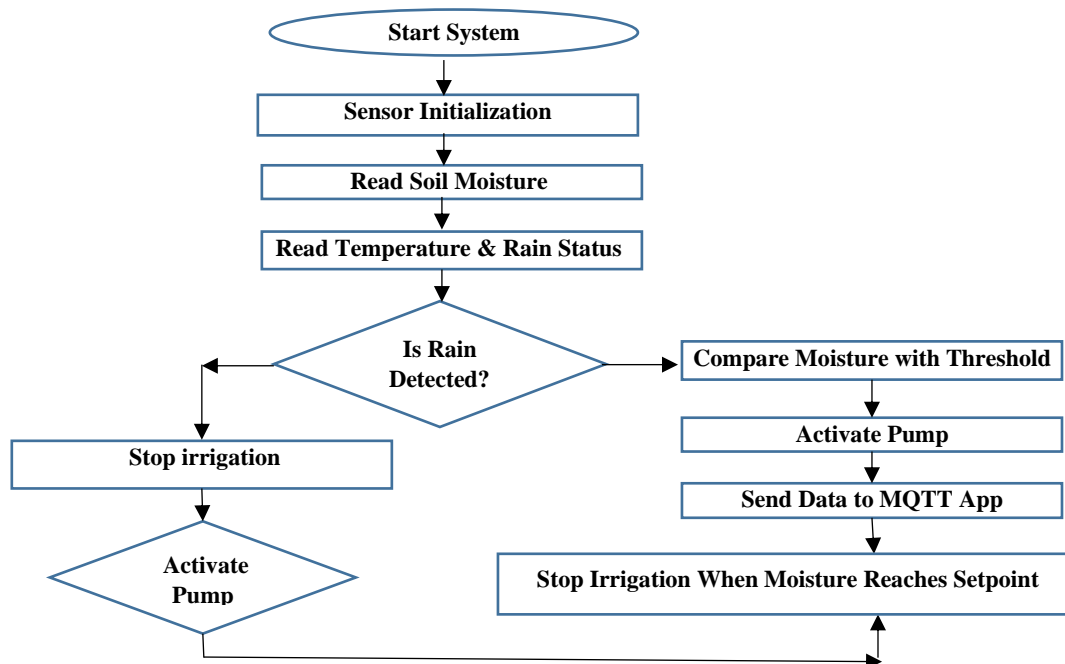 Start System
Sensor Initialization
Read Soil Moisture
Read Temperature & Rain Status
Is Rain
Detected?
Compare Moisture with Threshold
Stop irrigation
Activate Pump
Send Data to MQTT App
Activate
Pump
Stop Irrigation When Moisture Reaches Setpoint